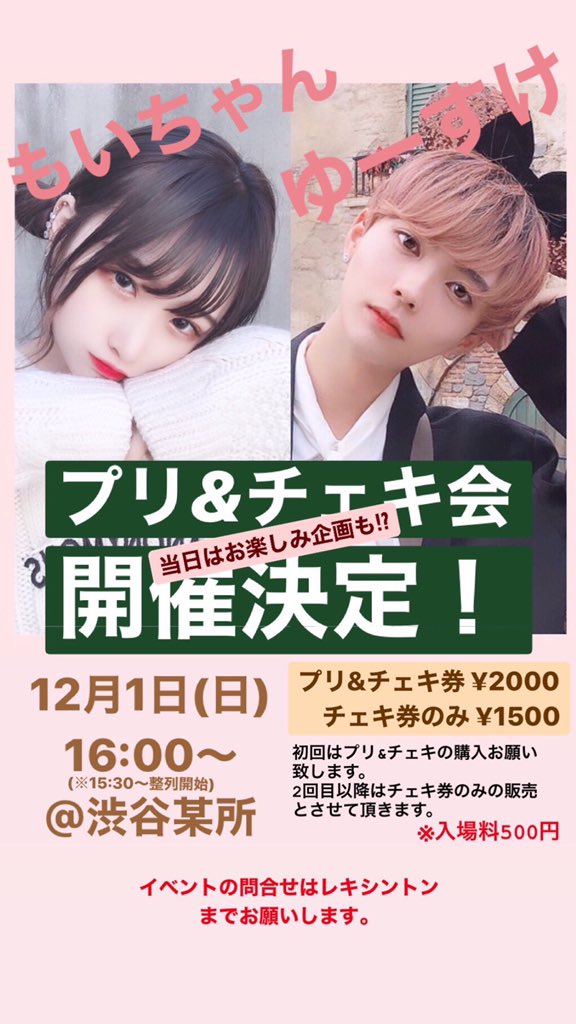 もいちゃん
ゆーすけ
プリ&チェキ会
当日はお楽しみ企画も!?
開催決定!
12月1日(日)
16:00〜
(※15:30〜整列開始)
@渋谷某所
プリ&チェキ券 ¥2000
チェキ券のみ ¥1500
初回はプリ&チェキの購入お願い
致します。
2回目以降はチェキ券のみの販売
とさせて頂きます。
※入場料500円
イベントの問合せはレキシントン
までお願いします。